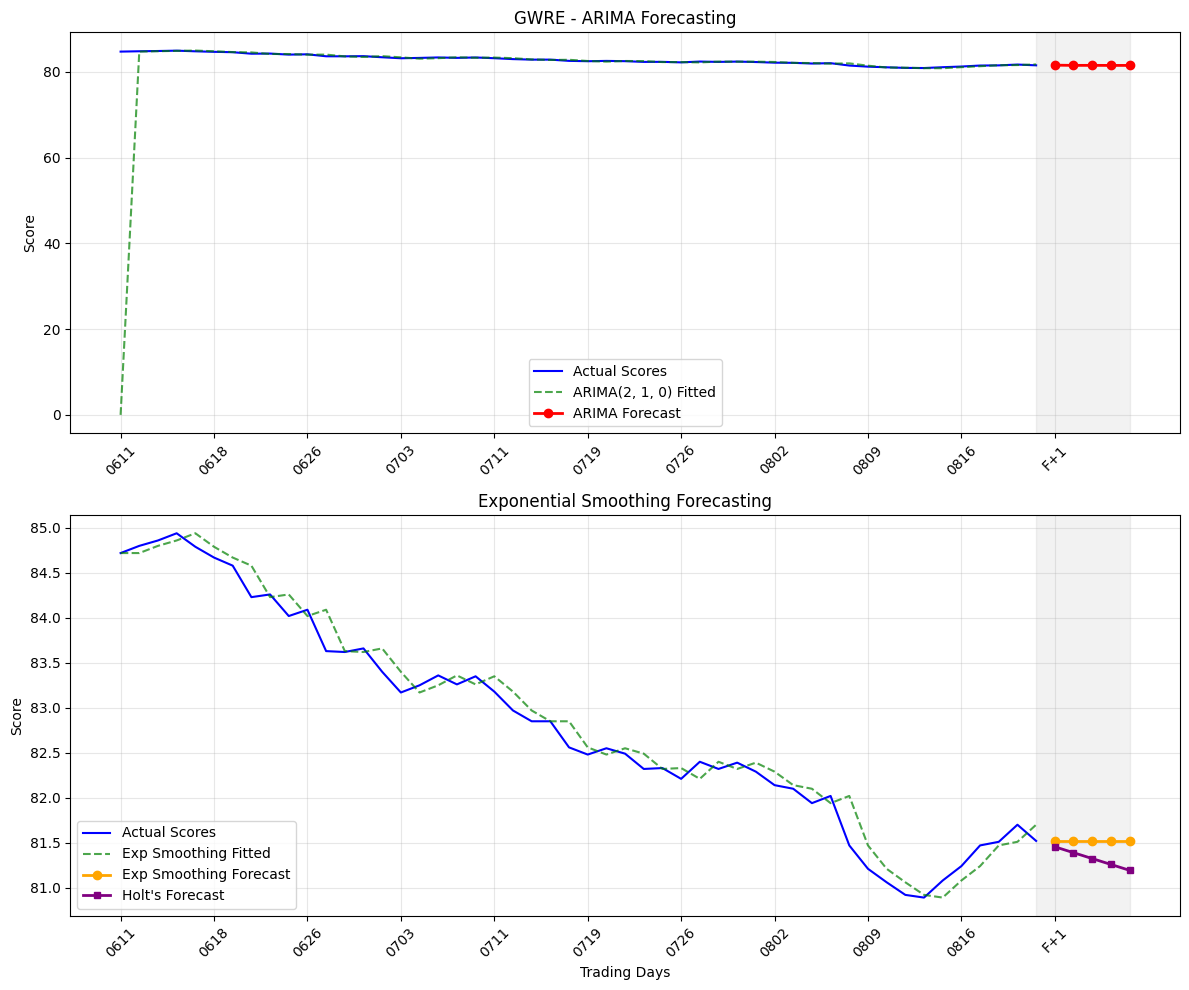 GWRE - ARIMA Forecasting
Score
80
60
40
20
0
Actual Scores
ARIMA(2, 1, 0) Fitted
ARIMA Forecast
0611
0618
0626
0703
0711
0719
0726
0802
0809
0816
F+1
Exponential Smoothing Forecasting
Score
85.0
84.5
84.0
83.5
83.0
82.5
82.0
81.5
81.0
Actual Scores
Exp Smoothing Fitted
Exp Smoothing Forecast
Holt's Forecast
0611
0618
0626
0703
0711
0719
0726
0802
0809
0816
F+1
Trading Days